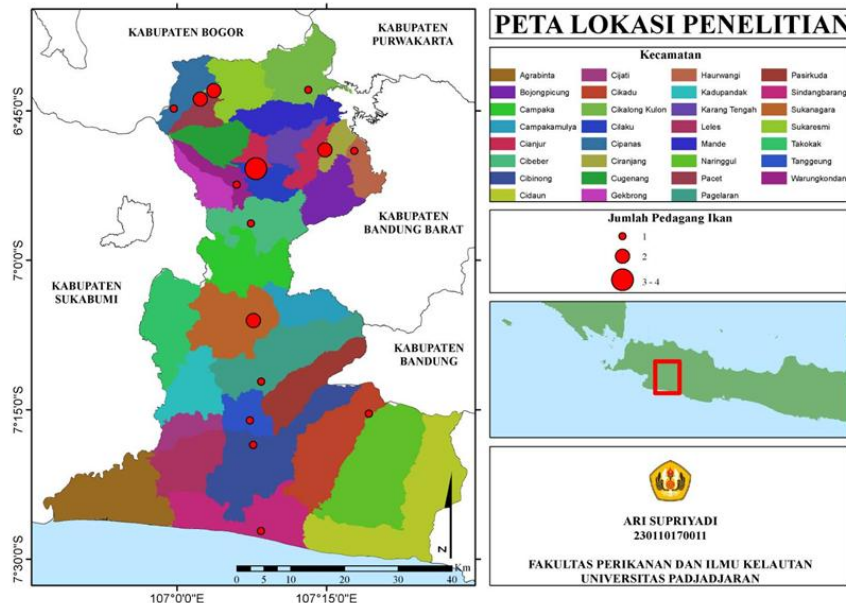 PETA LOKASI PENELITIAN
KABUPATEN BOGOR
KABUPATEN
PURWAKARTA
KABUPATEN
BANDUNG BARAT
KABUPATEN
SUKABUMI
KABUPATEN
BANDUNG
6°45'S
7°0'0"S
7°15'S
7°30'S
107°0'0"E
107°15'0"E
N
0 5 10 20 30 40 Km
Kecamatan
Agrabinta
Bojongpicung
Campaka
Campakamulya
Cianjur
Cibeber
Cibinong
Cidaun
Cijati
Cikadu
Cikalong Kulon
Cilaku
Cipanas
Ciranjang
Cugenang
Gekbrong
Haurwangi
Kadupandak
Karang Tengah
Leles
Mande
Naringgul
Pacet
Pagelaran
Pasirkuda
Sindangbarang
Sukanagara
Sukaresmi
Takokak
Tanggeung
Warungkondang
Jumlah Pedagang Ikan
1
2
3 - 4
ARI SUPRIYADI
230110170011
FAKULTAS PERIKANAN DAN ILMU KELAUTAN
UNIVERSITAS PADJADJARAN